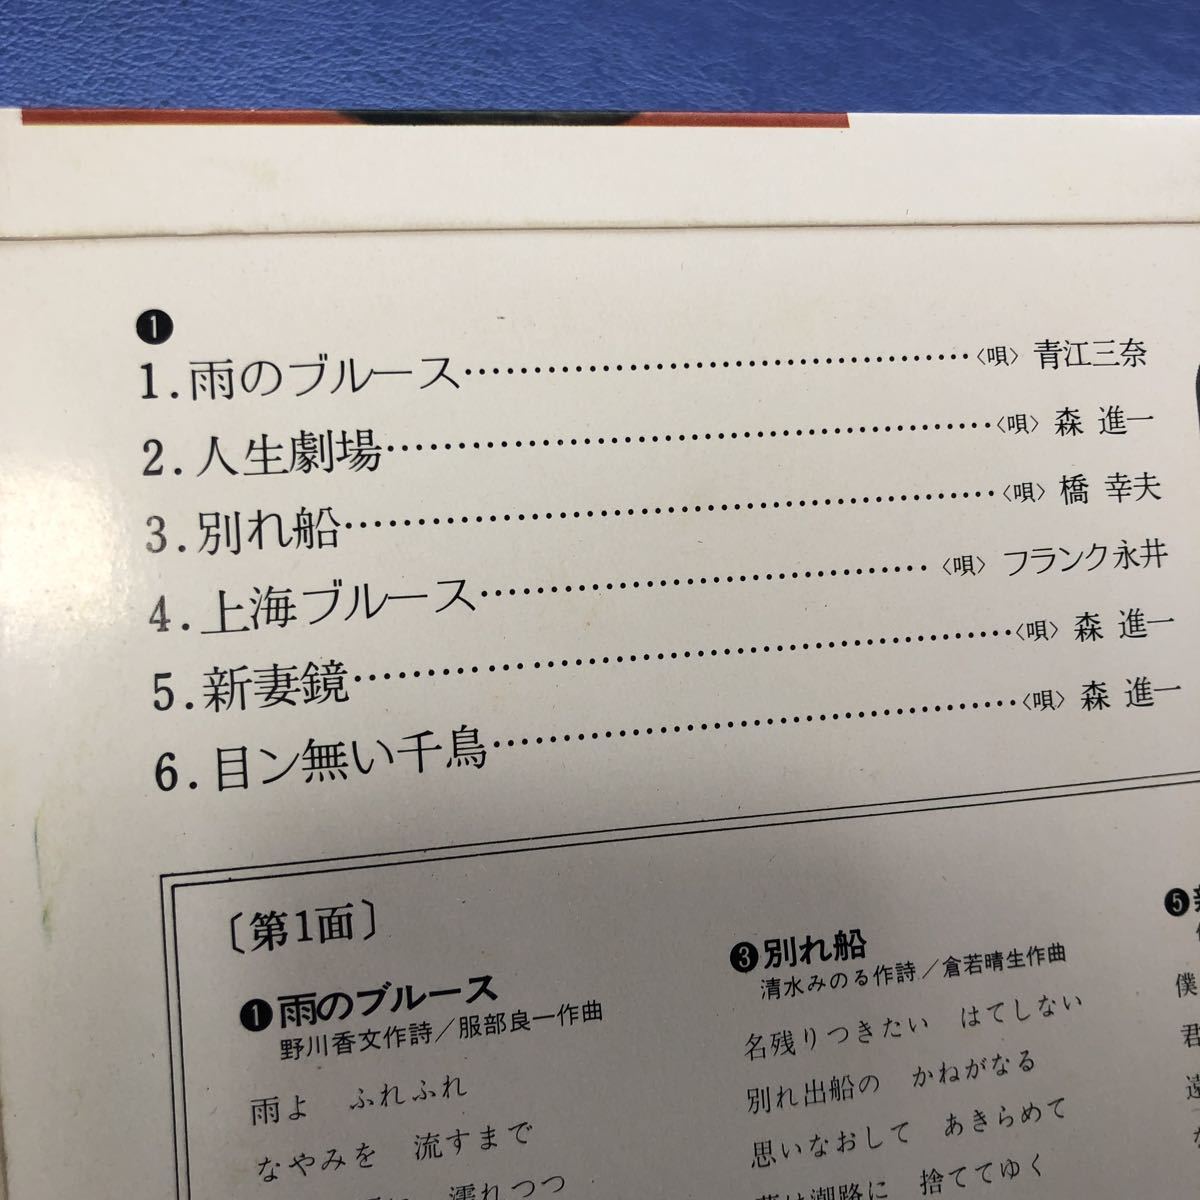 ❶
1.雨のブルース‥‥‥‥‥‥‥‥‥‥‥‥〈唄〉青江三奈
2.人生劇場‥‥‥‥‥‥‥‥‥‥‥‥‥‥〈唄〉森 進一
3.別れ船‥‥‥‥‥‥‥‥‥‥‥‥‥‥‥〈唄〉橋 幸夫
4.上海ブルース‥‥‥‥‥‥‥‥‥‥‥〈唄〉フランク永井
5.新妻鏡‥‥‥‥‥‥‥‥‥‥‥‥‥‥‥〈唄〉森 進一
6.目ン無い千鳥‥‥‥‥‥‥‥‥‥‥‥‥〈唄〉森 進一
〔第1面〕
❶雨のブルース
野川香文作詩/服部良一作曲
雨よ ふれふれ
なやみを 流すまで
濡れつつ
❸別れ船
清水みのる作詩/倉若晴生作曲
名残りつきたい はてしない
別れ出船の かねがなる
思いなおして あきらめて
は潮路に 捨ててゆく
❺
僕
君
遠